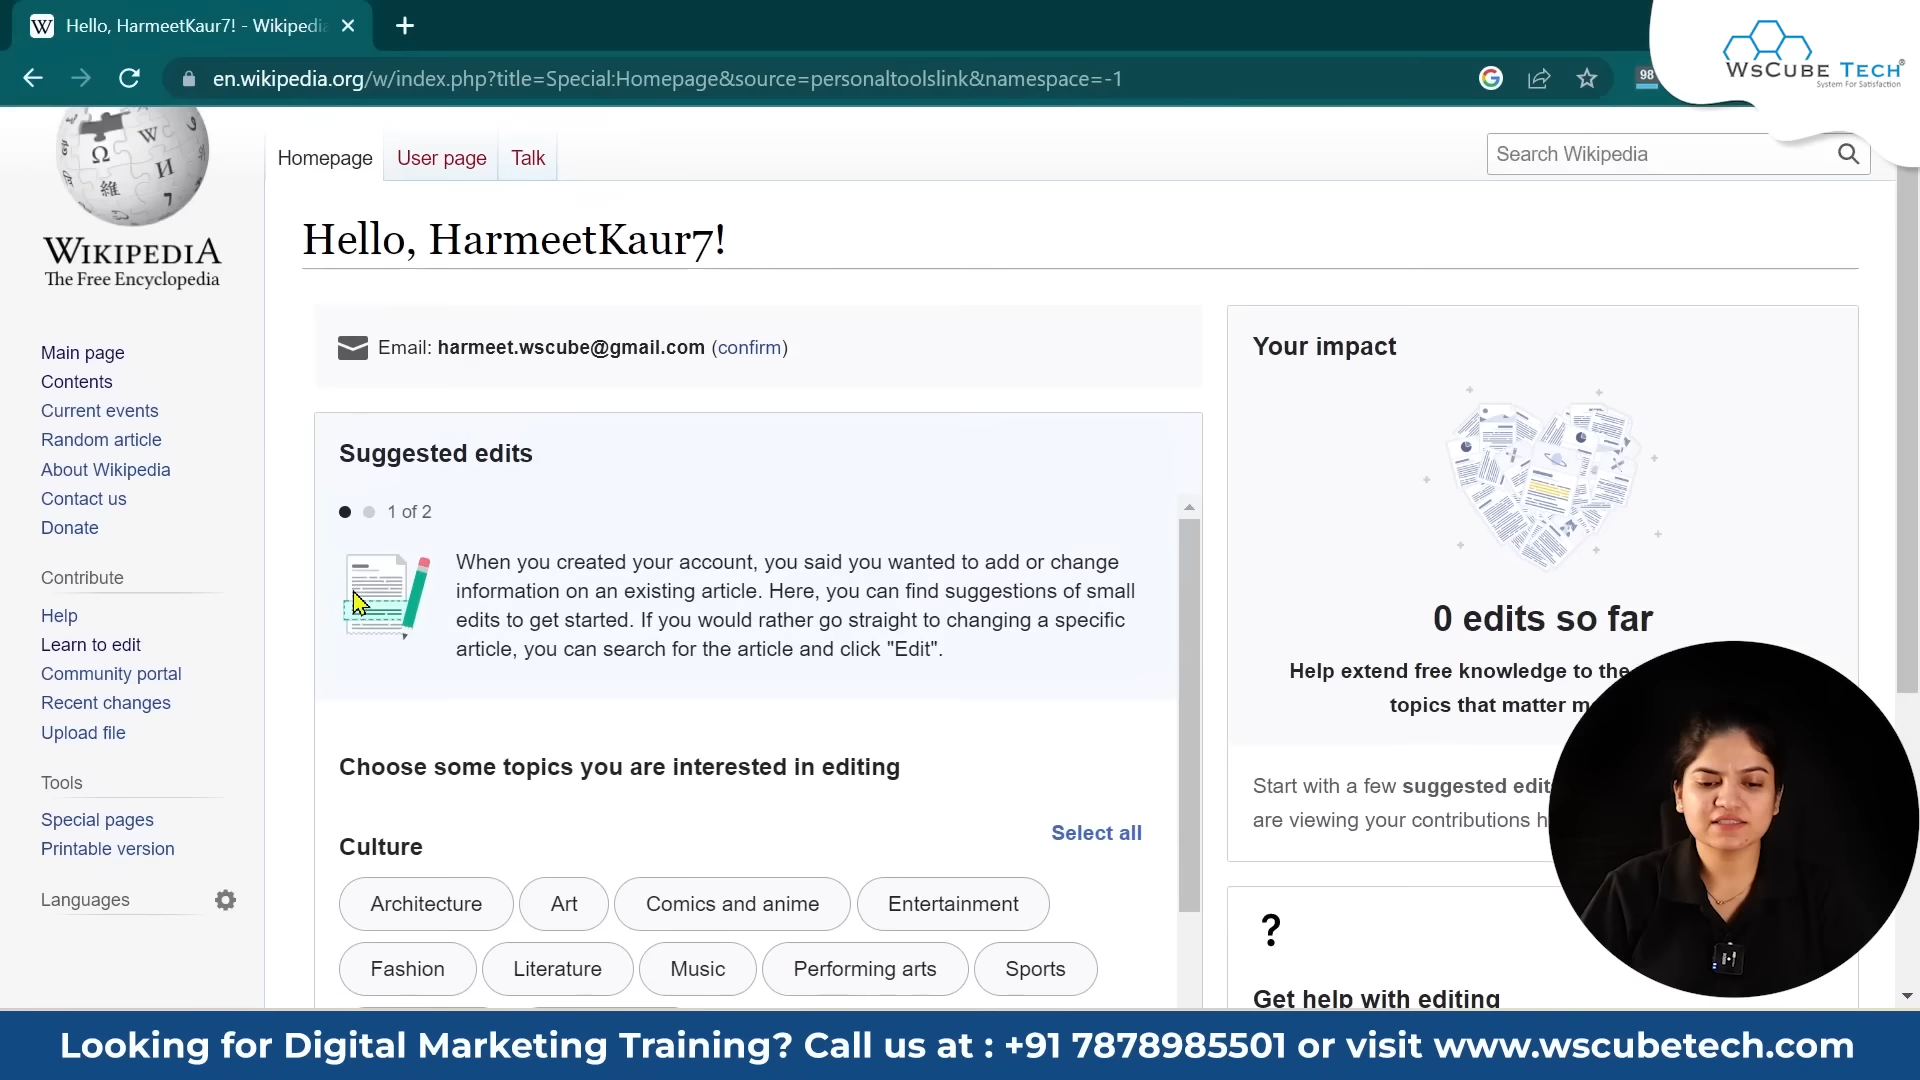 Hello, HarmeetKaur7! - Wikipedia
en.wikipedia.org/w/index.php?title=Special:Homepage&source=personaltoolslink&namespace=-1
98
WsCube Tech®
System For Satisfaction
WIKIPEDIA
The Free Encyclopedia
Homepage
User page
Talk
Search Wikipedia
Hello, HarmeetKaur7!
Main page
Contents
Current events
Random article
About Wikipedia
Contact us
Donate
Contribute
Help
Learn to edit
Community portal
Recent changes
Upload file
Tools
Special pages
Printable version
Languages
Email: harmeet.wscube@gmail.com (confirm)
Suggested edits
1 of 2
When you created your account, you said you wanted to add or change
information on an existing article. Here, you can find suggestions of small
edits to get started. If you would rather go straight to changing a specific
article, you can search for the article and click "Edit".
Choose some topics you are interested in editing
Culture
Select all
Architecture
Art
Comics and anime
Entertainment
Fashion
Literature
Music
Performing arts
Sports
Your impact
0 edits so far
Help extend free knowledge to the
topics that matter m
Start with a few suggested edit
are viewing your contributions h
?
Get help with editing
Looking for Digital Marketing Training? Call us at : +91 7878985501 or visit www.wscubetech.com